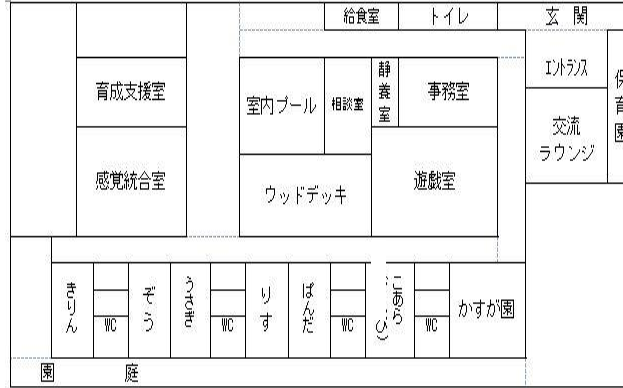 給食室
トイレ
玄　関
エントランス
保育園
育成支援室
室内プール
相談室
静養室
事務室
交流
ラウンジ
感覚統合室
ウッドデッキ
遊戯室
きりん
WC
ぞう
うさぎ
WC
りす
ぱんだ
WC
こあら
WC
かすが園
園　　庭